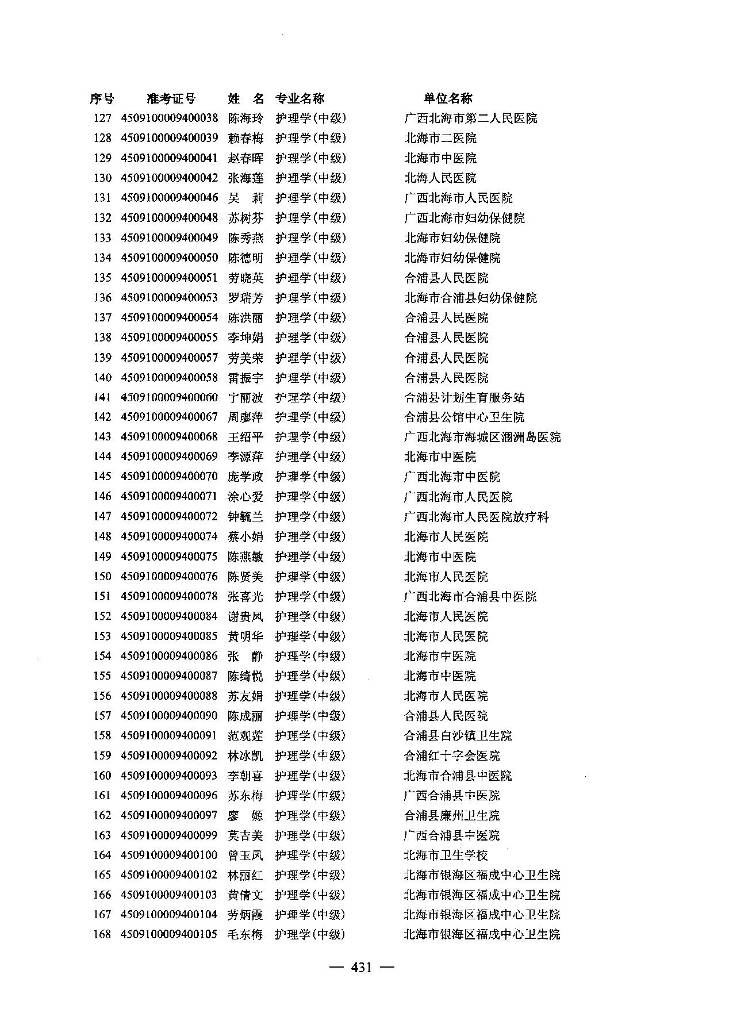 序号 准考证号 姓 名 专业名称 单位名称
127 4509100009400038 陈海玲 护理学(中级) 广西北海市第二人民医院
128 4509100009400039 赖春梅 护理学(中级) 北海市二医院
129 4509100009400041 赵春晖 护理学(中级) 北海市中医院
130 4509100009400042 张海莲 护理学(中级) 北海人民医院
131 4509100009400046 吴 莉 护理学(中级) 广西北海市人民医院
132 4509100009400048 苏树芬 护理学(中级) 广西北海市妇幼保健院
133 4509100009400049 陈秀燕 护理学(中级) 北海市妇幼保健院
134 4509100009400050 陈德明 护理学(中级) 北海市妇幼保健院
135 4509100009400051 劳晓英 护理学(中级) 合浦县人民医院
136 4509100009400053 罗瑞芳 护理学(中级) 北海市合浦县妇幼保健院
137 4509100009400054 陈洪丽 护理学(中级) 合浦县人民医院
138 4509100009400055 李坤娟 护理学(中级) 合浦县人民医院
139 4509100009400057 劳美荣 护理学(中级) 合浦县人民医院
140 4509100009400058 雷振宇 护理学(中级) 合浦县人民医院
141 4509100009400060 宁丽波 护理学(中级) 合浦县计划生育服务站
142 4509100009400067 周廖萍 护理学(中级) 合浦县公馆中心卫生院
143 4509100009400068 王绍平 护理学(中级) 广西北海市海城区涠洲岛医院
144 4509100009400069 李源萍 护理学(中级) 北海市中医院
145 4509100009400070 庞学政 护理学(中级) 广西北海市中医院
146 4509100009400071 涂心爱 护理学(中级) 广西北海市人民医院
147 4509100009400072 钟毓兰 护理学(中级) 广西北海市人民医院放疗科
148 4509100009400074 蔡小娟 护理学(中级) 北海市人民医院
149 4509100009400075 陈燕敏 护理学(中级) 北海市中医院
150 4509100009400076 陈贤美 护理学(中级) 北海市人民医院
151 4509100009400078 张喜光 护理学(中级) 广西北海市合浦县中医院
152 4509100009400084 谢贵凤 护理学(中级) 北海市人民医院
153 4509100009400085 黄明华 护理学(中级) 北海市人民医院
154 4509100009400086 张 静 护理学(中级) 北海市中医院
155 4509100009400087 陈绮悦 护理学(中级) 北海市中医院
156 4509100009400088 苏友娟 护理学(中级) 北海市人民医院
157 4509100009400090 陈成丽 护理学(中级) 合浦县人民医院
158 4509100009400091 范观莲 护理学(中级) 合浦县白沙镇卫生院
159 4509100009400092 林冰凯 护理学(中级) 合浦红十字会医院
160 4509100009400093 李朝喜 护理学(中级) 北海市合浦县中医院
161 4509100009400096 苏东梅 护理学(中级) 广西合浦县中医院
162 4509100009400097 廖 嫄 护理学(中级) 合浦县廉州卫生院
163 4509100009400099 莫吉美 护理学(中级) 广西合浦县中医院
164 4509100009400100 曾玉凤 护理学(中级) 北海市卫生学校
165 4509100009400102 林丽红 护理学(中级) 北海市银海区福成中心卫生院
166 4509100009400103 黄倩文 护理学(中级) 北海市银海区福成中心卫生院
167 4509100009400104 劳炳霞 护理学(中级) 北海市银海区福成中心卫生院
168 4509100009400105 毛东梅 护理学(中级) 北海市银海区福成中心卫生院
— 431 —